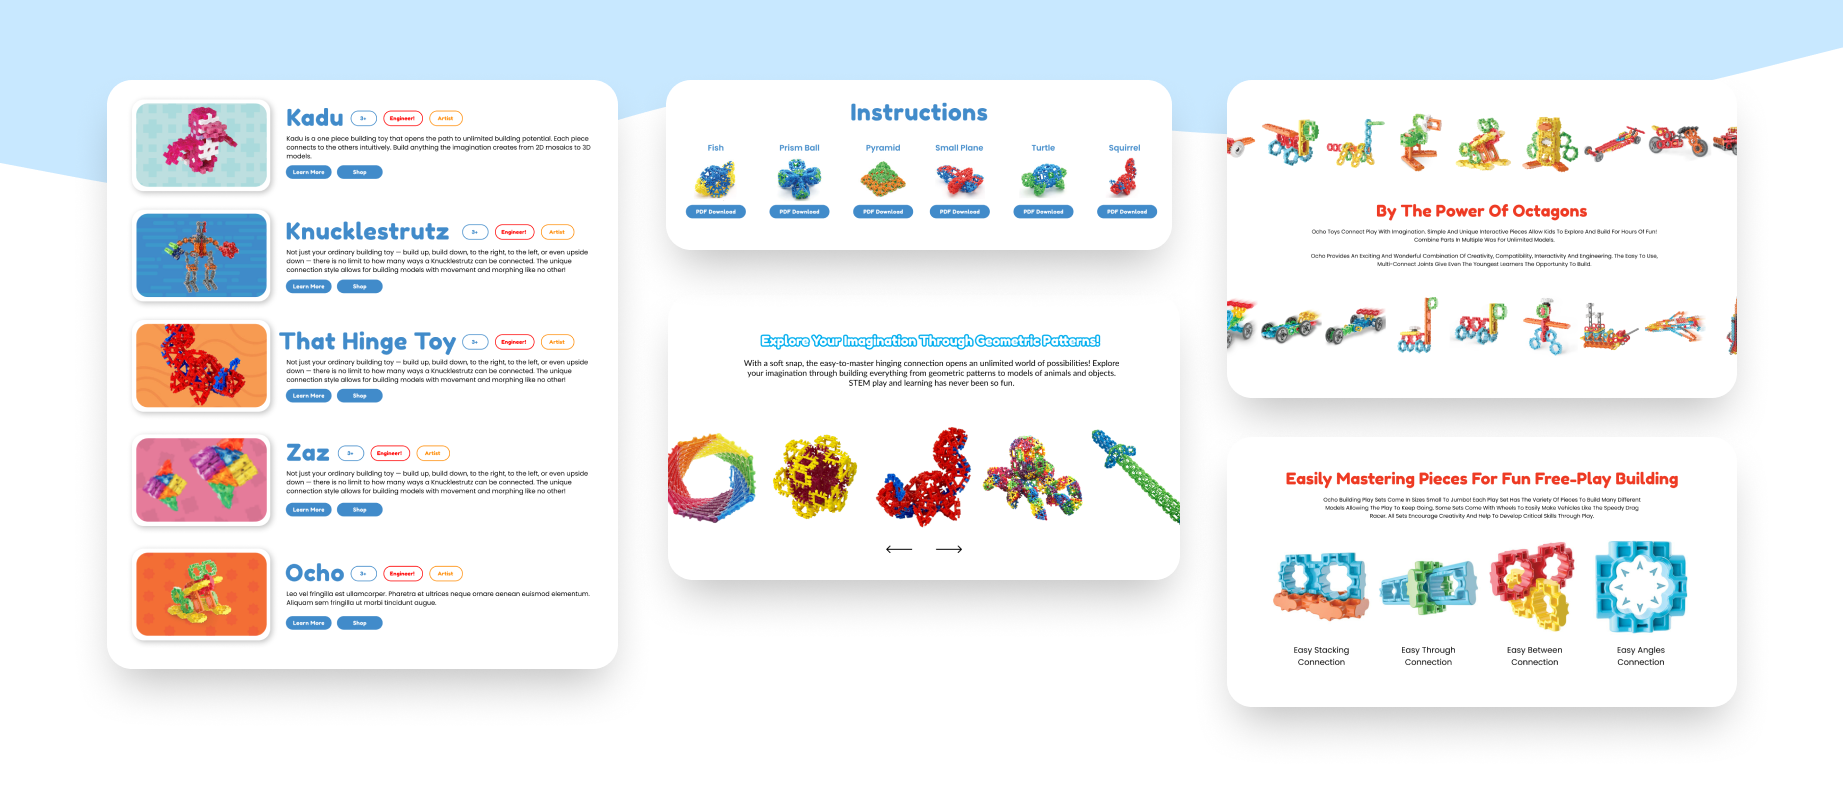 Kadu 3+ Engineer! Artist
Kadu is a one piece building toy that opens the path to unlimited building potential. Each piece
connects to the others intuitively. Build anything the imagination creates from 2D mosaics to 3D
models.
Learn More Shop
Knucklestrutz 3+ Engineer! Artist
Not just your ordinary building toy — build up, build down, to the right, to the left, or even upside
down — there is no limit to how many ways a Knucklestrutz can be connected. The unique
connection style allows for building models with movement and morphing like no other!
Learn More Shop
That Hinge Toy 3+ Engineer! Artist
Not just your ordinary building toy — build up, build down, to the right, to the left, or even upside
down — there is no limit to how many ways a Knucklestrutz can be connected. The unique
connection style allows for building models with movement and morphing like no other!
Learn More Shop
Zaz 3+ Engineer! Artist
Not just your ordinary building toy — build up, build down, to the right, to the left, or even upside
down — there is no limit to how many ways a Knucklestrutz can be connected. The unique
connection style allows for building models with movement and morphing like no other!
Learn More Shop
Ocho 3+ Engineer! Artist
Leo vel fringilla est ullamcorper. Pharetra et ultrices neque ornare aenean euismod elementum.
Aliquam sem fringilla ut morbi tincidunt augue.
Learn More Shop
Instructions
Fish Prism Ball Pyramid Small Plane Turtle Squirrel
PDF Download PDF Download PDF Download PDF Download PDF Download PDF Download
Explore Your Imagination Through Geometric Patterns!
With a soft snap, the easy-to-master hinging connection opens an unlimited world of possibilities! Explore
your imagination through building everything from geometric patterns to models of animals and objects.
STEM play and learning has never been so fun.
By The Power Of Octagons
Ocho Toys Connect Play With Imagination. Simple And Unique Interactive Pieces Allow Kids To Explore And Build For Hours Of Fun!
Combine Parts In Multiple Was For Unlimited Models.
Ocho Provides An Exciting And Wonderful Combination Of Creativity, Compatibility, Interactivity And Engineering. The Easy To Use,
Multi-Connect Joints Give Even The Youngest Learners The Opportunity To Build.
Easily Mastering Pieces For Fun Free-Play Building
Ocho Building Play Sets Come In Sizes Small To Jumbo! Each Play Set Has The Variety Of Pieces To Build Many Different
Models Allowing The Play To Keep Going. Some Sets Come With Wheels To Easily Make Vehicles Like The Speedy Drag
Racer. All Sets Encourage Creativity And Help To Develop Critical Skills Through Play.
Easy Stacking
Connection
Easy Through
Connection
Easy Between
Connection
Easy Angles
Connection